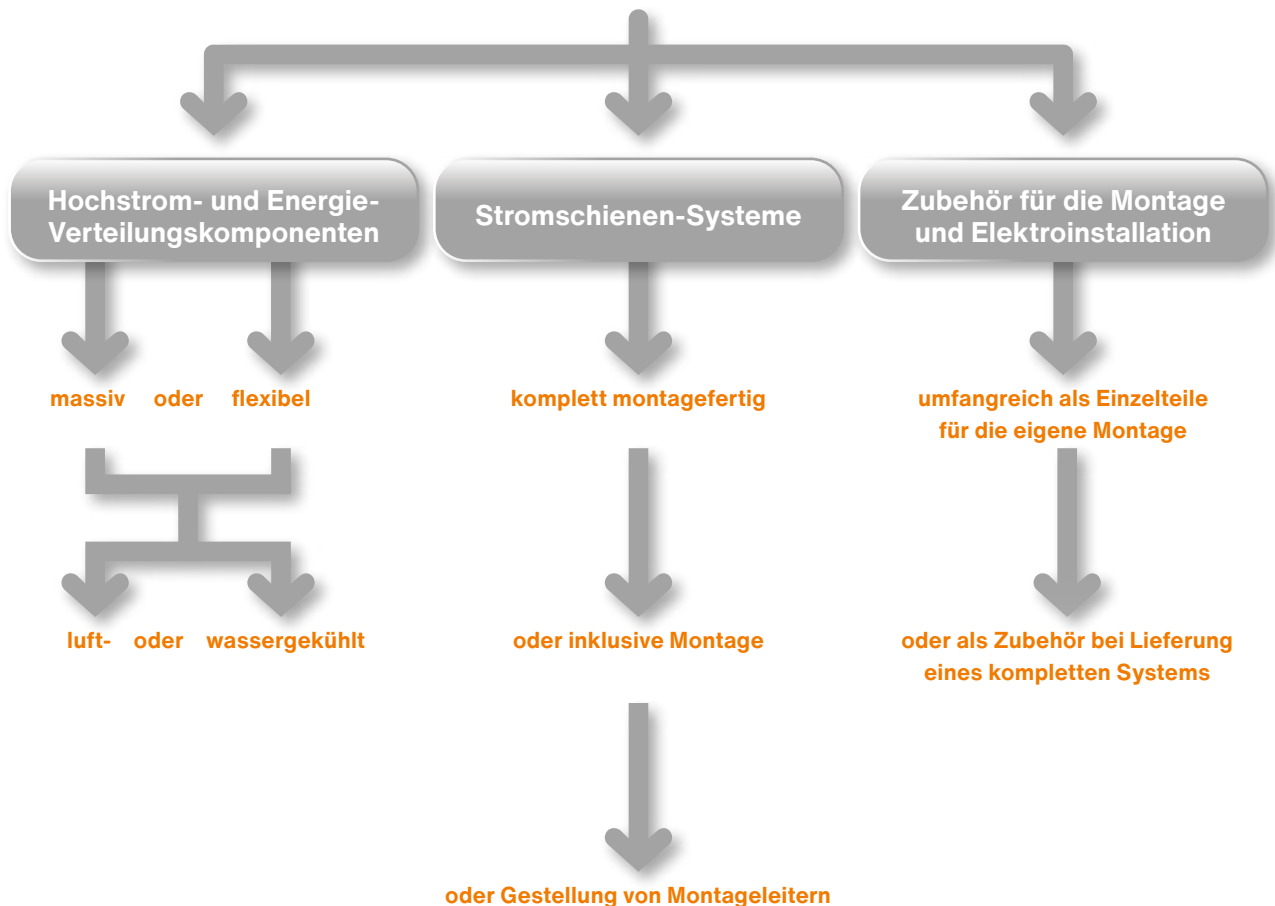 Hochstrom- und Energie-
Verteilungskomponenten
massiv oder flexibel
luft- oder wassergekühlt
Stromschienen-Systeme
komplett montagefertig
oder inklusive Montage
oder Gestellung von Montageleitern
Zubehör für die Montage
und Elektroinstallation
umfangreich als Einzelteile
für die eigene Montage
oder als Zubehör bei Lieferung
eines kompletten Systems